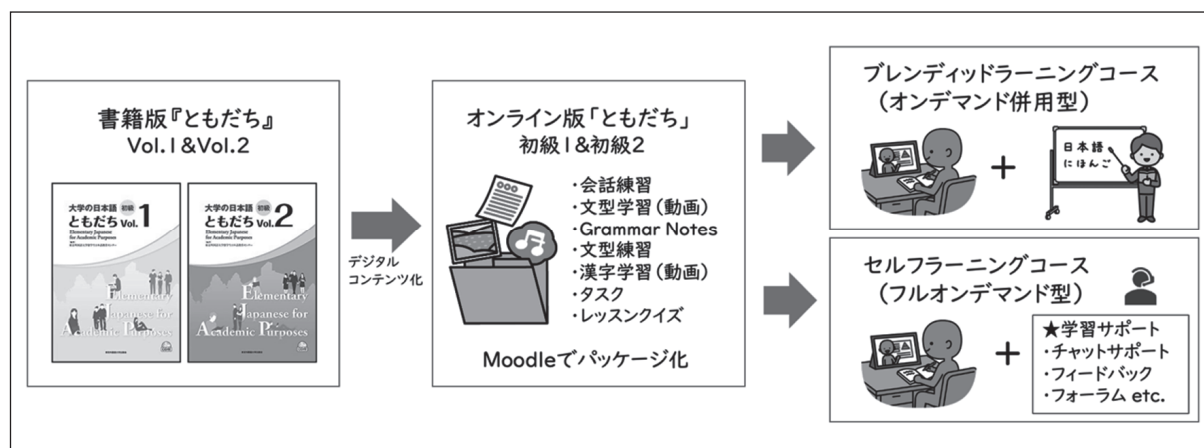 書籍版『ともだち』
Vol.1&Vol.2
大学の日本語 初級
ともだち Vol.1
Elementary Japanese
for Academic Purposes
Elementary
Japanese for
Academic Purposes
大学の日本語 初級
ともだち Vol.2
Elementary Japanese
for Academic Purposes
Elementary
Japanese for
Academic Purposes
デジタル
コンテンツ化
オンライン版「ともだち」
初級1&初級2
・会話練習
・文型学習(動画)
・Grammar Notes
・文型練習
・漢字学習(動画)
・タスク
・レッスンクイズ
Moodleでパッケージ化
ブレンディッドラーニングコース
(オンデマンド併用型)
+
日本語
にほんご
セルフラーニングコース
(フルオンデマンド型)
+
★学習サポート
・チャットサポート
・フィードバック
・フォーラム etc.